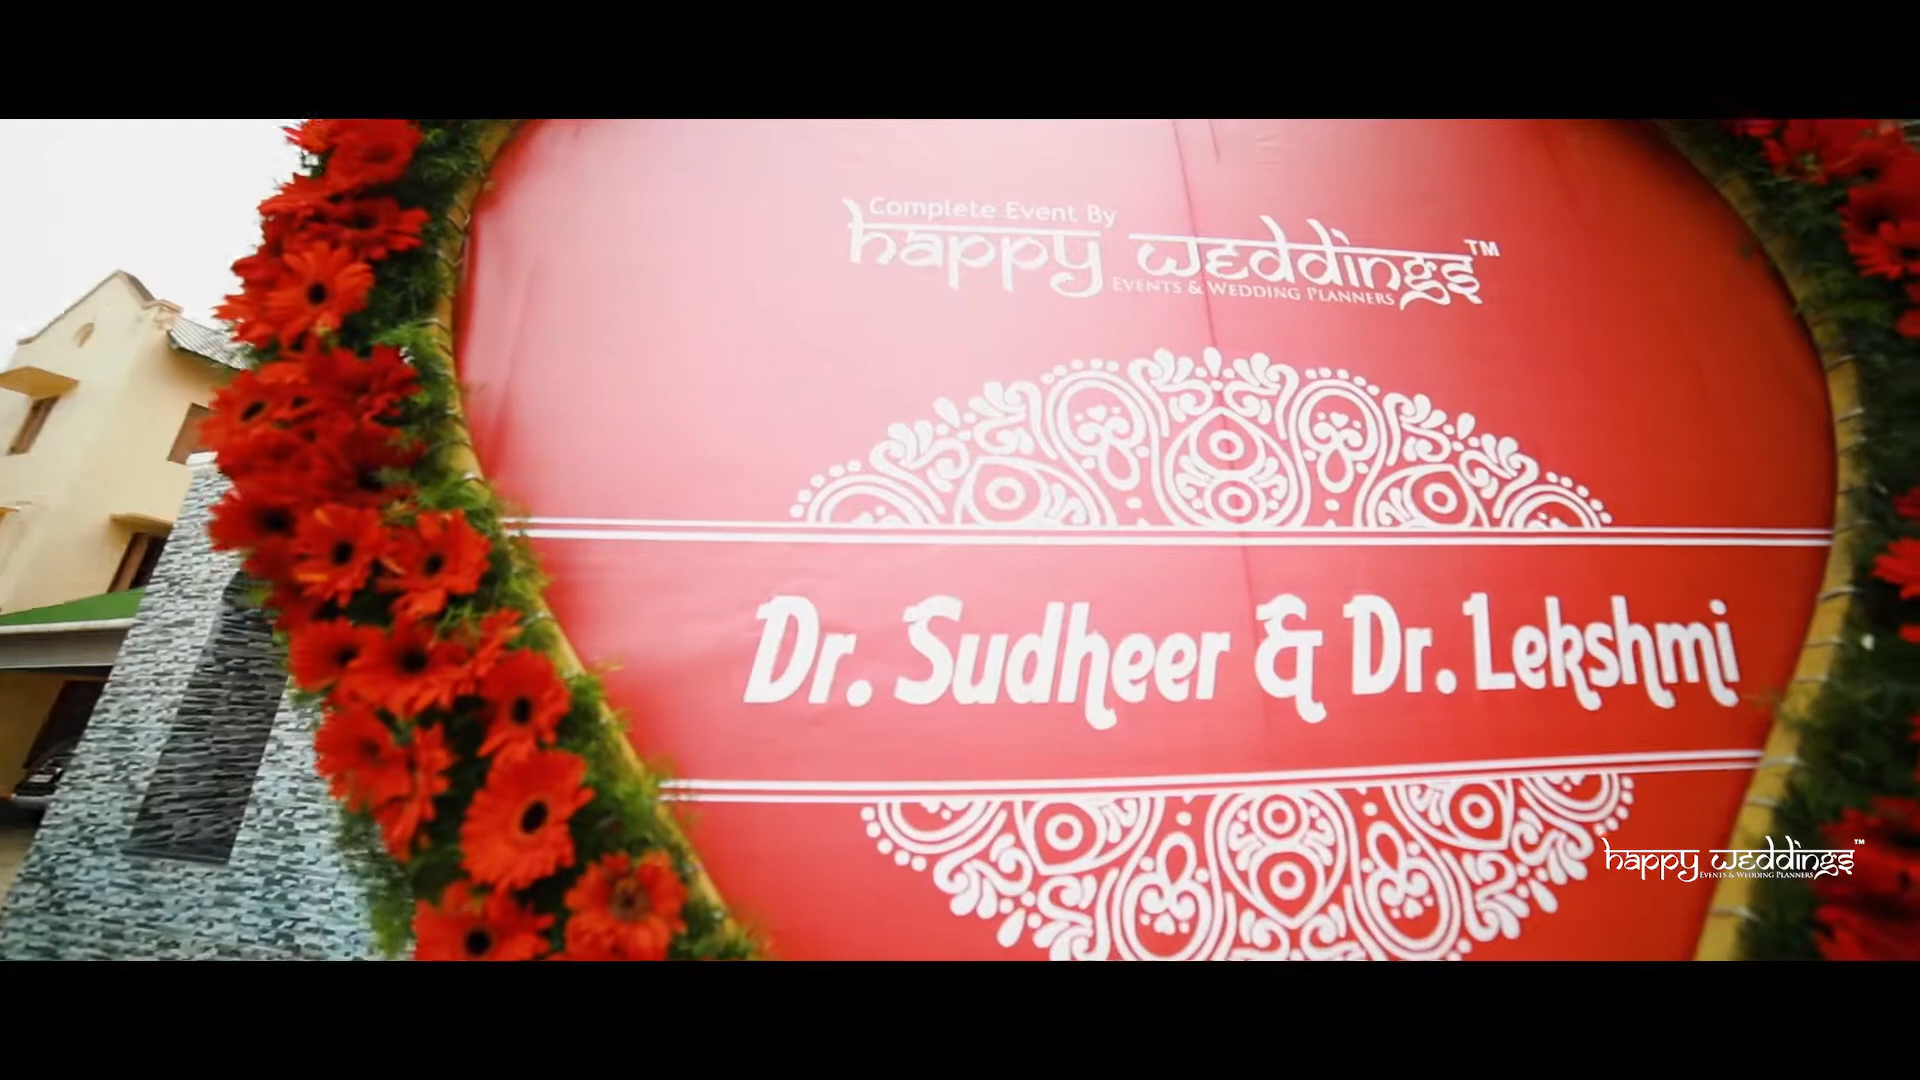 Complete Event By
happy weddings™
EVENTS & WEDDING PLANNERS
Dr. Sudheer & Dr. Lekshmi
happy weddings™
EVENTS & WEDDING PLANNERS